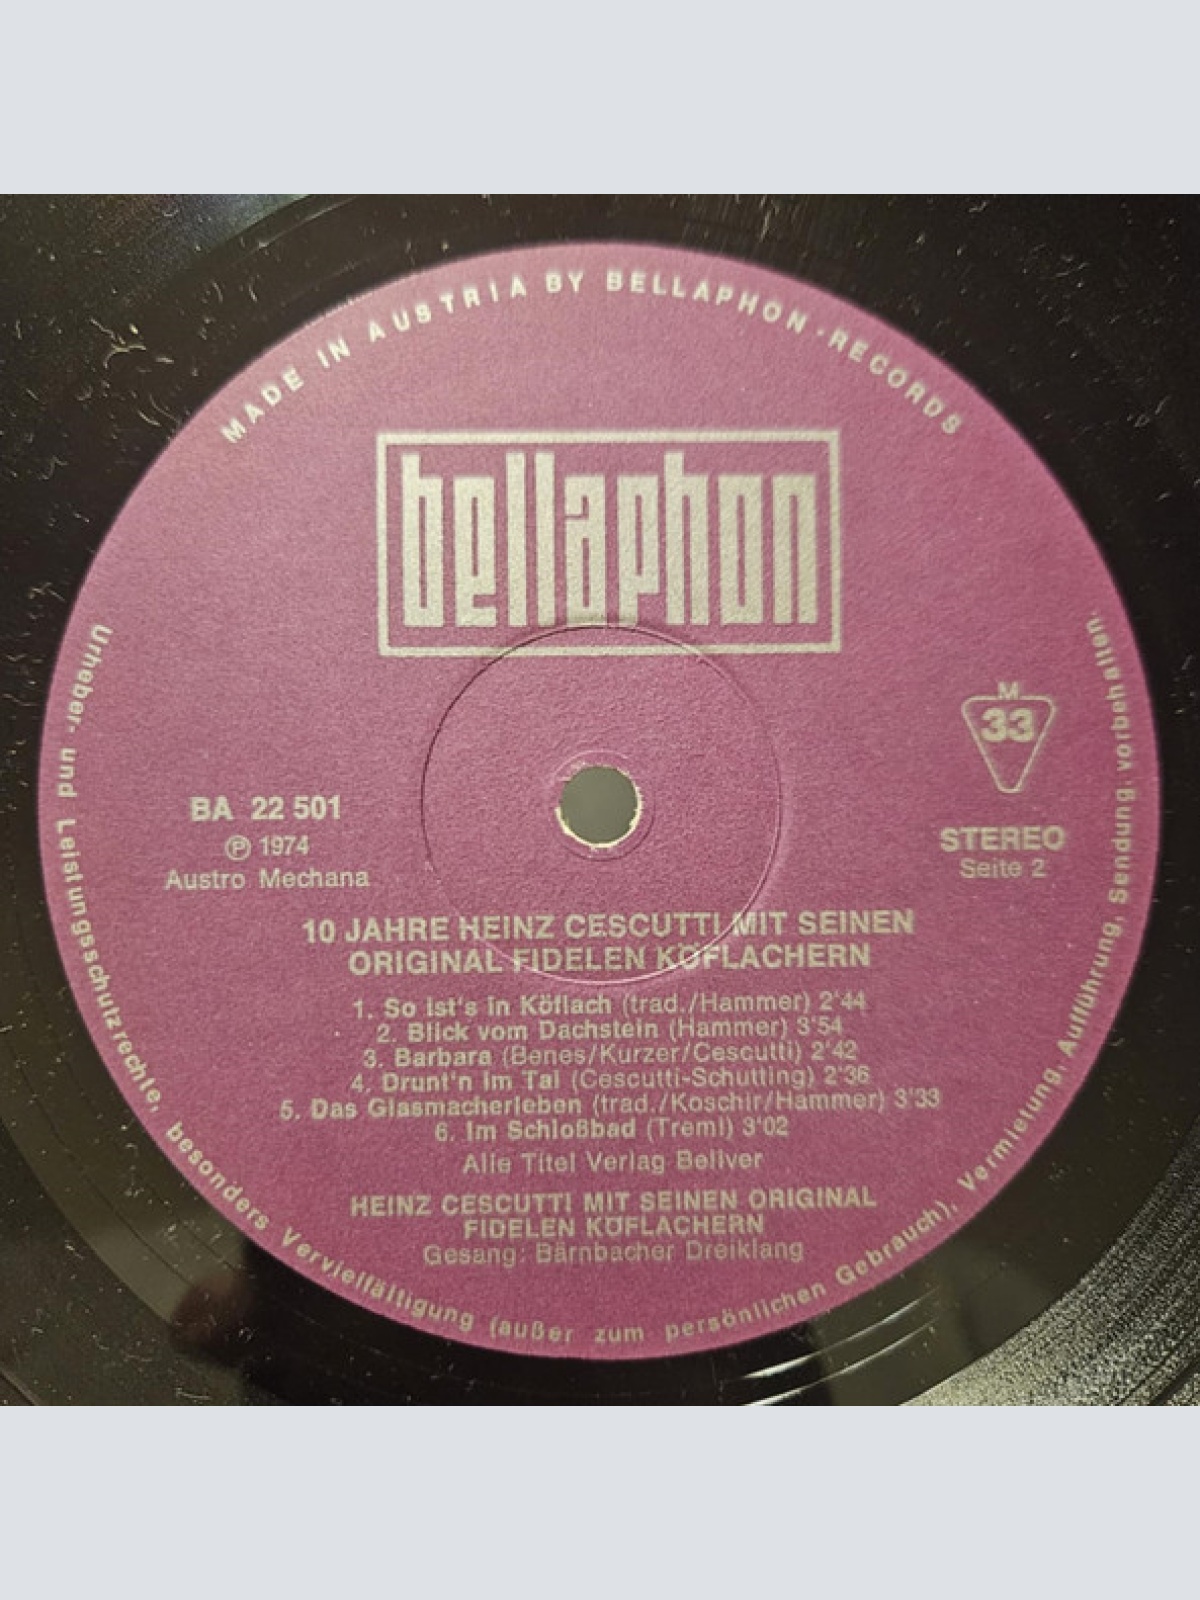 MADE IN AUSTRIA BY BELLAPHON-RECORDS
bellaphon
M
33
BA 22 501
Ⓟ 1974
Austro Mechana
STEREO
Seite 2
10 JAHRE HEINZ CESCUTTI MIT SEINEN
ORIGINAL FIDELEN KÖFLACHERN
1. So ist's in Köflach (trad./Hammer) 2'44
2. Blick vom Dachstein (Hammer) 3'54
3. Barbara (Benes/Kurzer/Cescutti) 2'42
4. Drunt'n im Tal (Cescutti-Schutting) 2'36
5. Das Glasmacherleben (trad./Koschir/Hammer) 3'33
6. Im Schloßbad (Treml) 3'02
Alle Titel Verlag Bellver
HEINZ CESCUTTI MIT SEINEN ORIGINAL
FIDELEN KÖFLACHERN
Gesang: Bärnbacher Dreiklang
Urheber- und Leistungsschutzrechte, besonders Vervielfältigung (außer zum persönlichen Gebrauch), Vermietung, Aufführung, Sendung, vorbehalten.